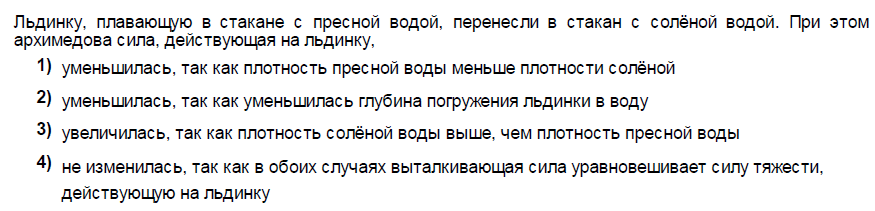 Льдинку, плавающую в стакане с пресной водой, перенесли в стакан с солёной водой. При этом
архимедова сила, действующая на льдинку,
1) уменьшилась, так как плотность пресной воды меньше плотности солёной
2) уменьшилась, так как уменьшилась глубина погружения льдинки в воду
3) увеличилась, так как плотность солёной воды выше, чем плотность пресной воды
4) не изменилась, так как в обоих случаях выталкивающая сила уравновешивает силу тяжести,
действующую на льдинку